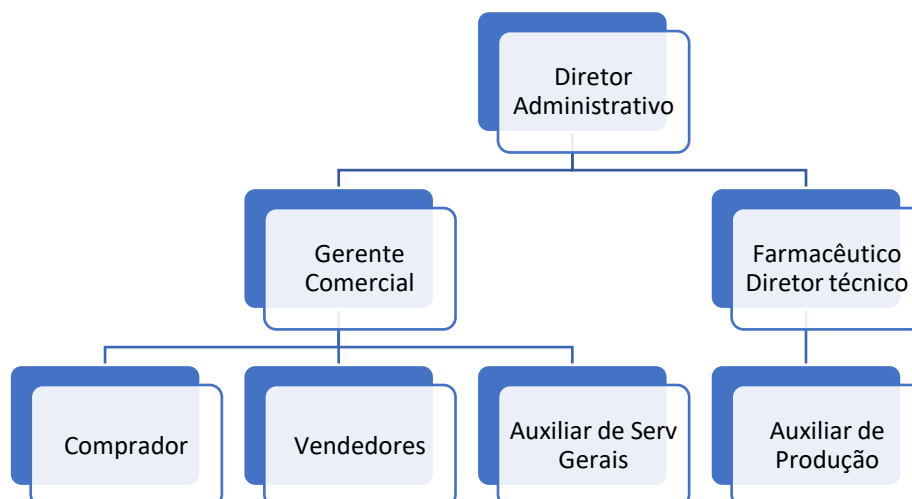 Diretor
Administrativo
Gerente
Comercial
Farmacêutico
Diretor técnico
Comprador
Vendedores
Auxiliar de Serv
Gerais
Auxiliar de
Produção